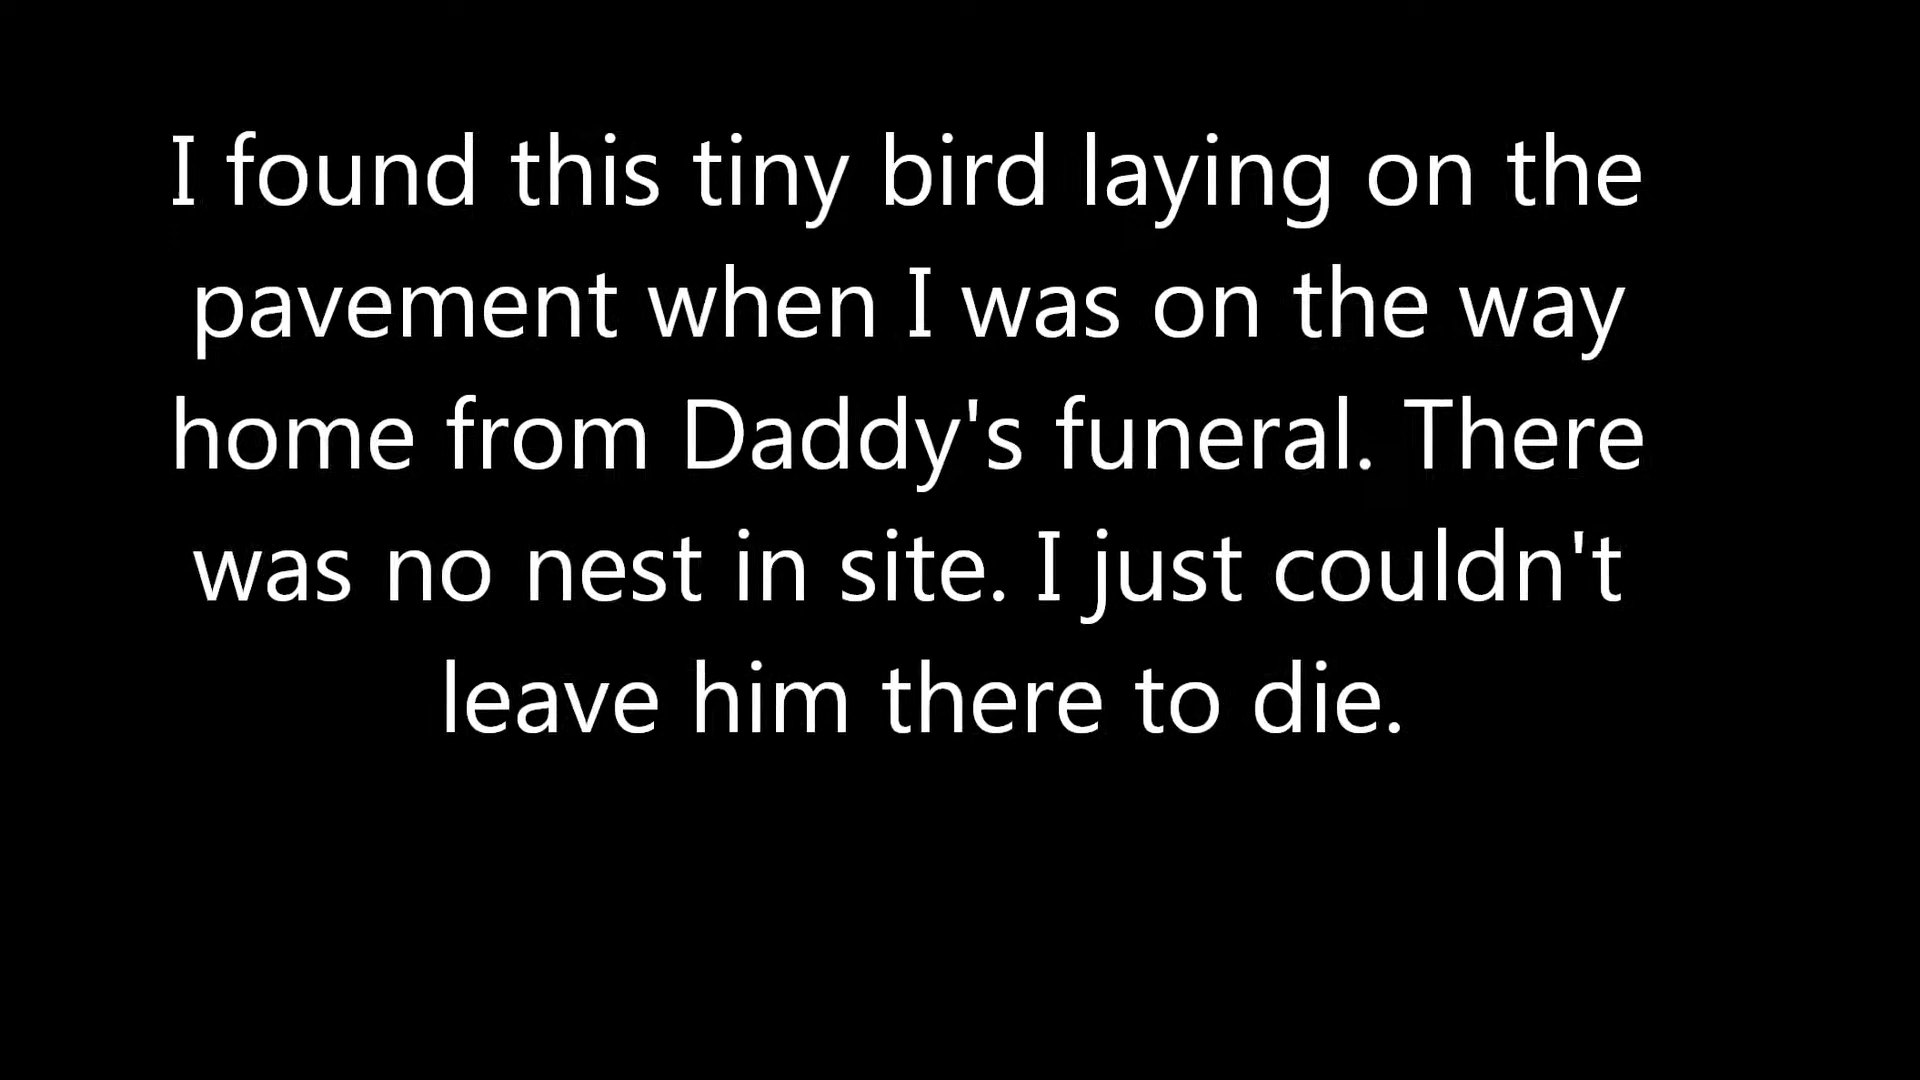 I found this tiny bird laying on the
pavement when I was on the way
home from Daddy's funeral. There
was no nest in site. I just couldn't
leave him there to die.